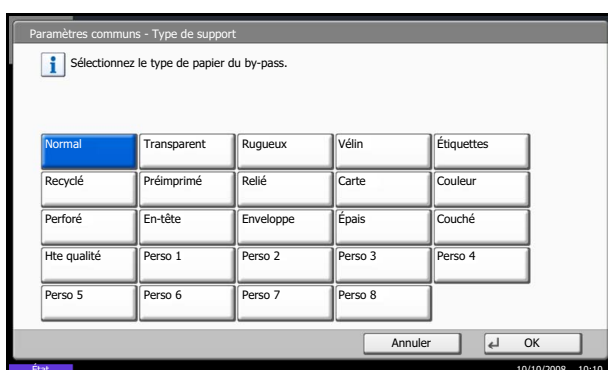 Paramètres communs - Type de support
Sélectionnez le type de papier du by-pass.
Normal Transparent Rugueux Vélin Étiquettes
Recyclé Préimprimé Relié Carte Couleur
Perforé En-tête Enveloppe Épais Couché
Hte qualité Perso 1 Perso 2 Perso 3 Perso 4
Perso 5 Perso 6 Perso 7 Perso 8
Annuler OK
État 10/10/2008 10:10